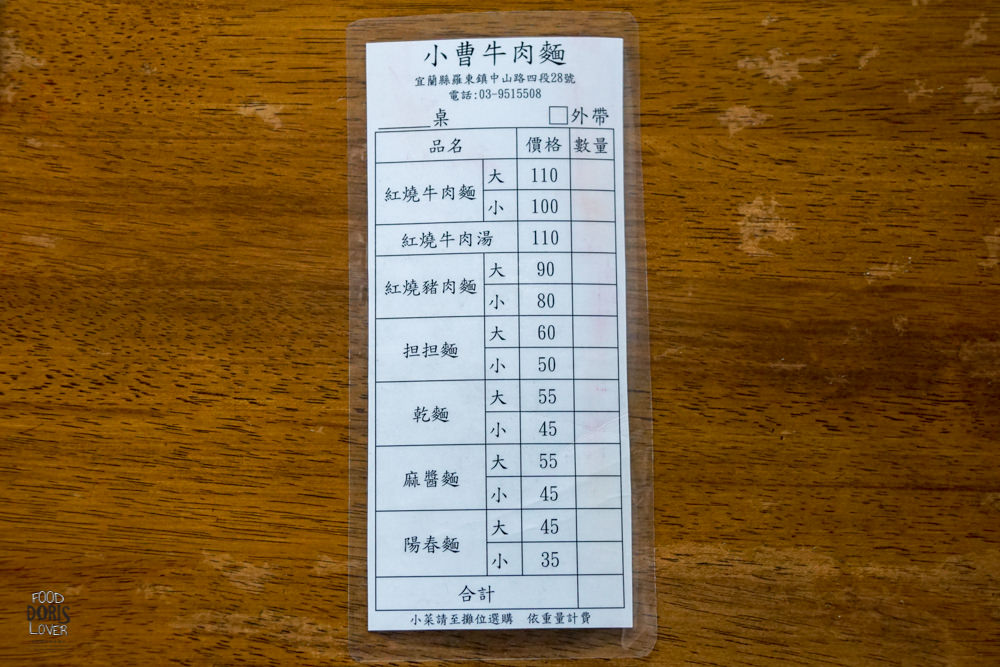 小曹牛肉麵
宜蘭縣羅東鎮中山路四段28號
電話:03-9515508
桌 外帶
品名 價格 數量
紅燒牛肉麵 大 110
小 100
紅燒牛肉湯 110
紅燒豬肉麵 大 90
小 80
担担麵 大 60
小 50
乾麵 大 55
小 45
麻醬麵 大 55
小 45
陽春麵 大 45
小 35
合計
小菜請至攤位選購 依重量計費
FOOD
DORIS
LOVER